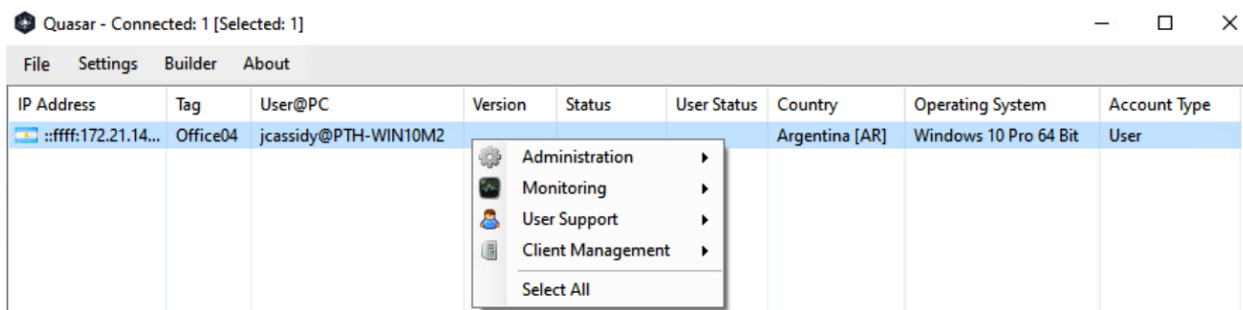 Quasar - Connected: 1 [Selected: 1]
File Settings Builder About
IP Address Tag User@PC Version Status User Status Country Operating System Account Type
::ffff:172.21.14... Office04 jcassidy@PTH-WIN10M2 Argentina [AR] Windows 10 Pro 64 Bit User
Administration
Monitoring
User Support
Client Management
Select All